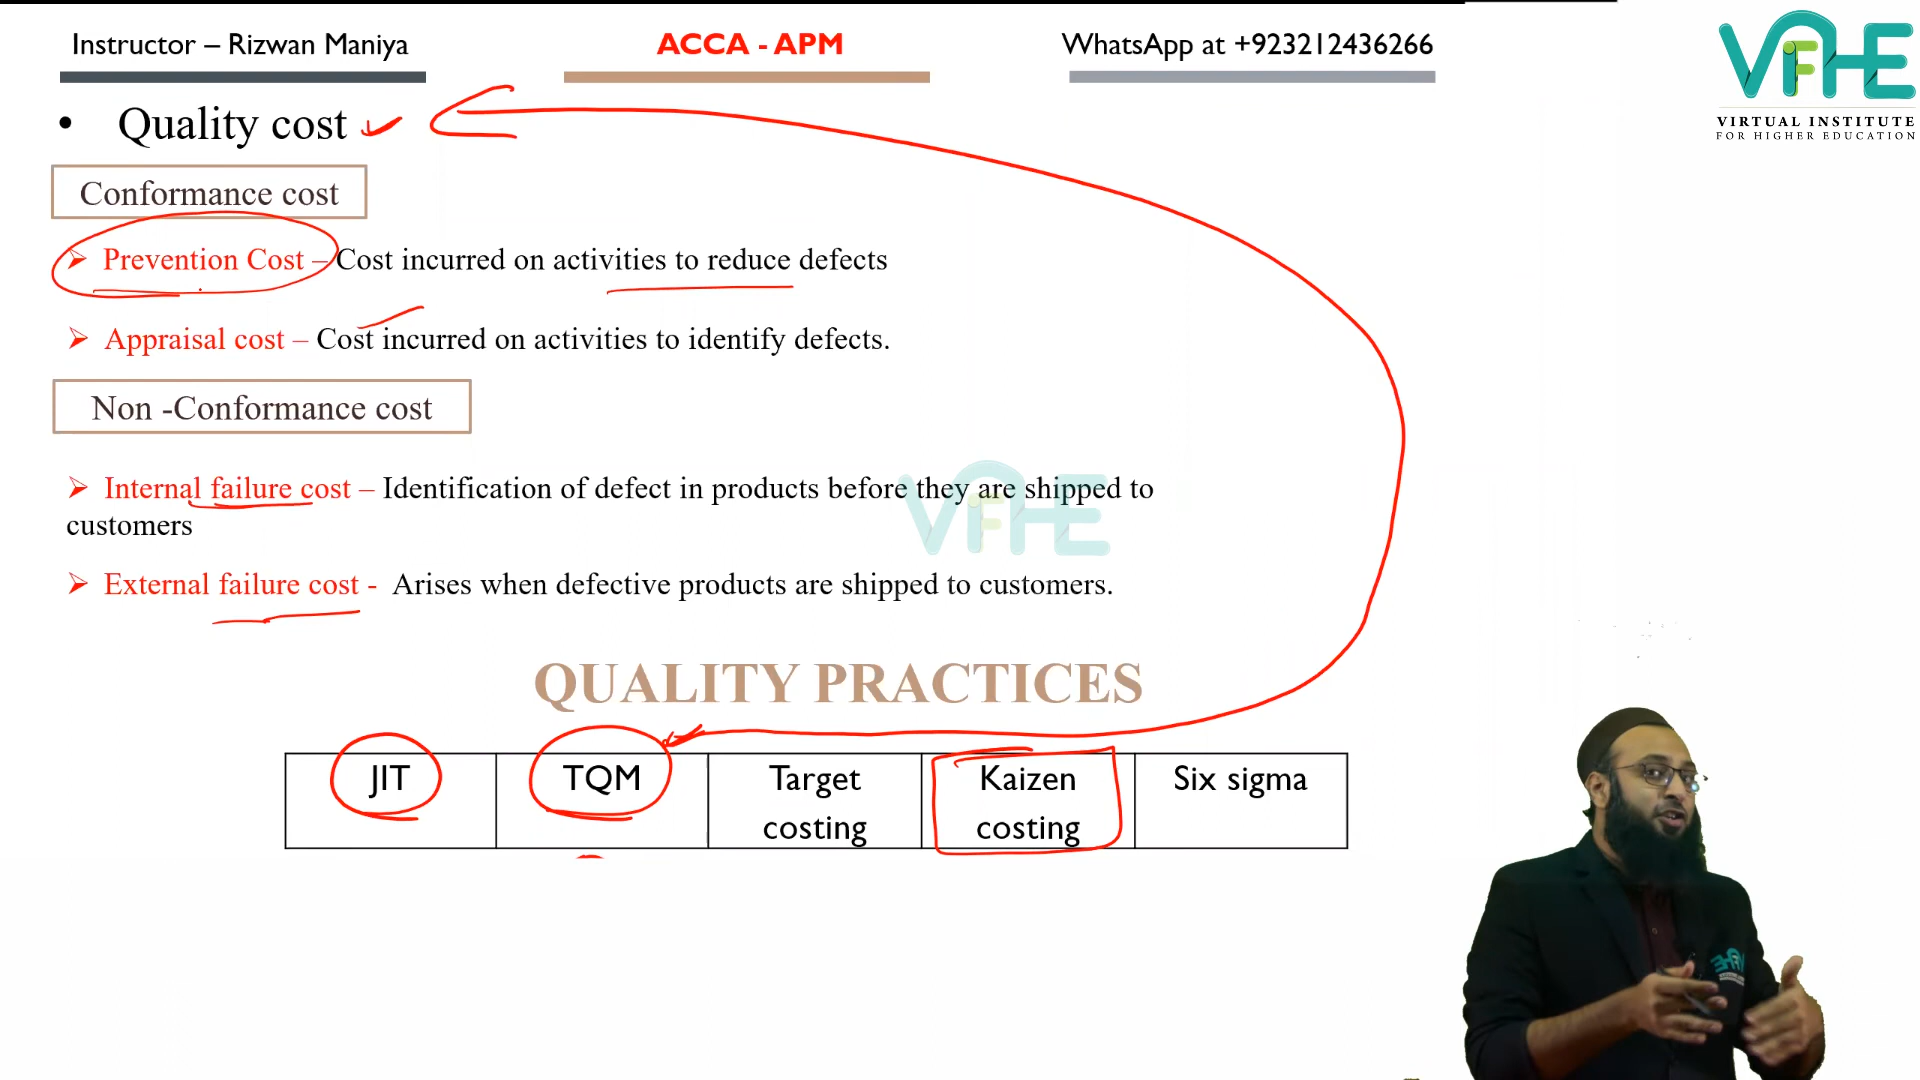 Instructor – Rizwan Maniya
ACCA - APM
WhatsApp at +923212436266
VIFHE
VIRTUAL INSTITUTE
FOR HIGHER EDUCATION
• Quality cost
Conformance cost
➢ Prevention Cost – Cost incurred on activities to reduce defects
➢ Appraisal cost – Cost incurred on activities to identify defects.
Non -Conformance cost
➢ Internal failure cost – Identification of defect in products before they are shipped to
customers
➢ External failure cost - Arises when defective products are shipped to customers.
VIFHE
QUALITY PRACTICES
JIT
TQM
Target
costing
Kaizen
costing
Six sigma